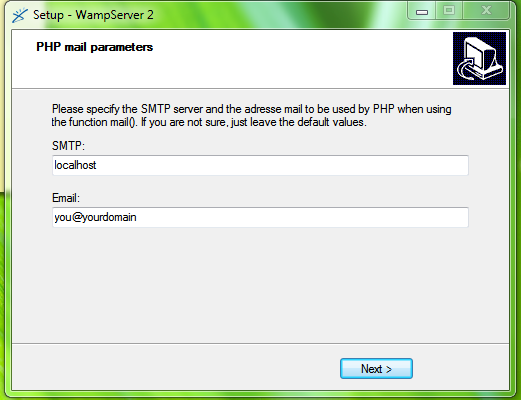 Setup - WampServer 2
PHP mail parameters
Please specify the SMTP server and the adresse mail to be used by PHP when using
the function mail(). If you are not sure, just leave the default values.
SMTP:
localhost
Email:
you@yourdomain
Next >